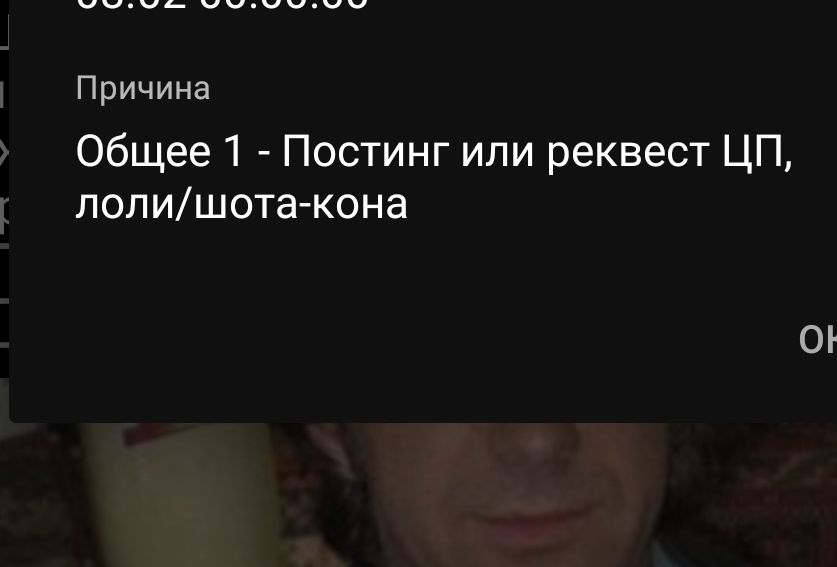 Причина
Общее 1 - Постинг или реквест ЦП,
лоли/шота-кона